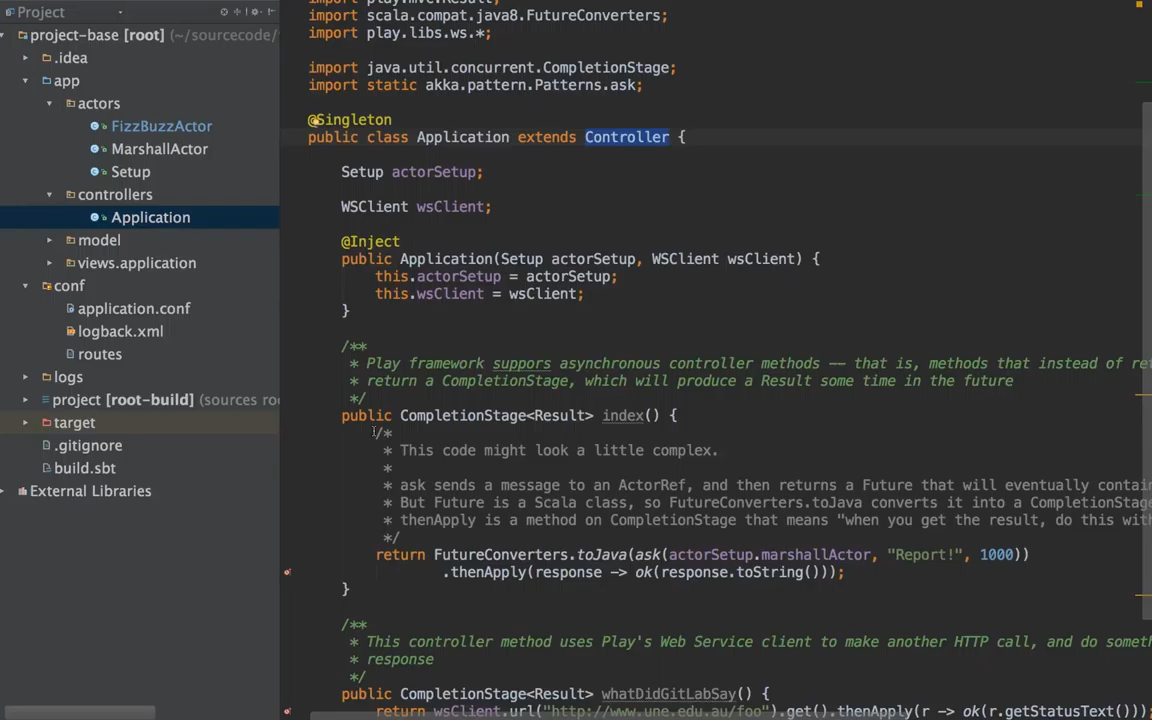 Project
project-base [root] (~/sourcecode/
.idea
app
actors
FizzBuzzActor
MarshallActor
Setup
controllers
Application
model
views.application
conf
application.conf
logback.xml
routes
logs
project [root-build] (sources roo
target
.gitignore
build.sbt
External Libraries
import play.mvc.Result;
import scala.compat.java8.FutureConverters;
import play.libs.ws.*;
import java.util.concurrent.CompletionStage;
import static akka.pattern.Patterns.ask;
@Singleton
public class Application extends Controller {
Setup actorSetup;
WSClient wsClient;
@Inject
public Application(Setup actorSetup, WSClient wsClient) {
this.actorSetup = actorSetup;
this.wsClient = wsClient;
}
/**
* Play framework suppors asynchronous controller methods -- that is, methods that instead of ret
* return a CompletionStage, which will produce a Result some time in the future
*/
public CompletionStage<Result> index() {
/*
* This code might look a little complex.
*
* ask sends a message to an ActorRef, and then returns a Future that will eventually contai
* But Future is a Scala class, so FutureConverters.toJava converts it into a CompletionStage
* thenApply is a method on CompletionStage that means "when you get the result, do this with
*/
return FutureConverters.toJava(ask(actorSetup.marshallActor, "Report!", 1000))
.thenApply(response -> ok(response.toString()));
}
/**
* This controller method uses Play's Web Service client to make another HTTP call, and do someth
* response
*/
public CompletionStage<Result> whatDidGitLabSay() {
return wsClient.url("http://www.une.edu.au/foo").get().thenApply(r -> ok(r.getStatusText()));